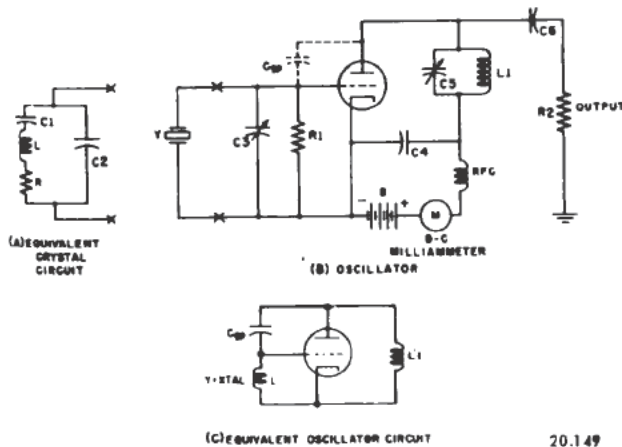 C6
Cgp
C5
L1
R2
OUTPUT
C1
L
R
C2
Y
C3
R1
C4
RFC
- B +
M
D-C
MILLIAMMETER
(A) EQUIVALENT
CRYSTAL
CIRCUIT
(B) OSCILLATOR
Cgp
Y-XTAL
L
L1
(C) EQUIVALENT OSCILLATOR CIRCUIT
20.149